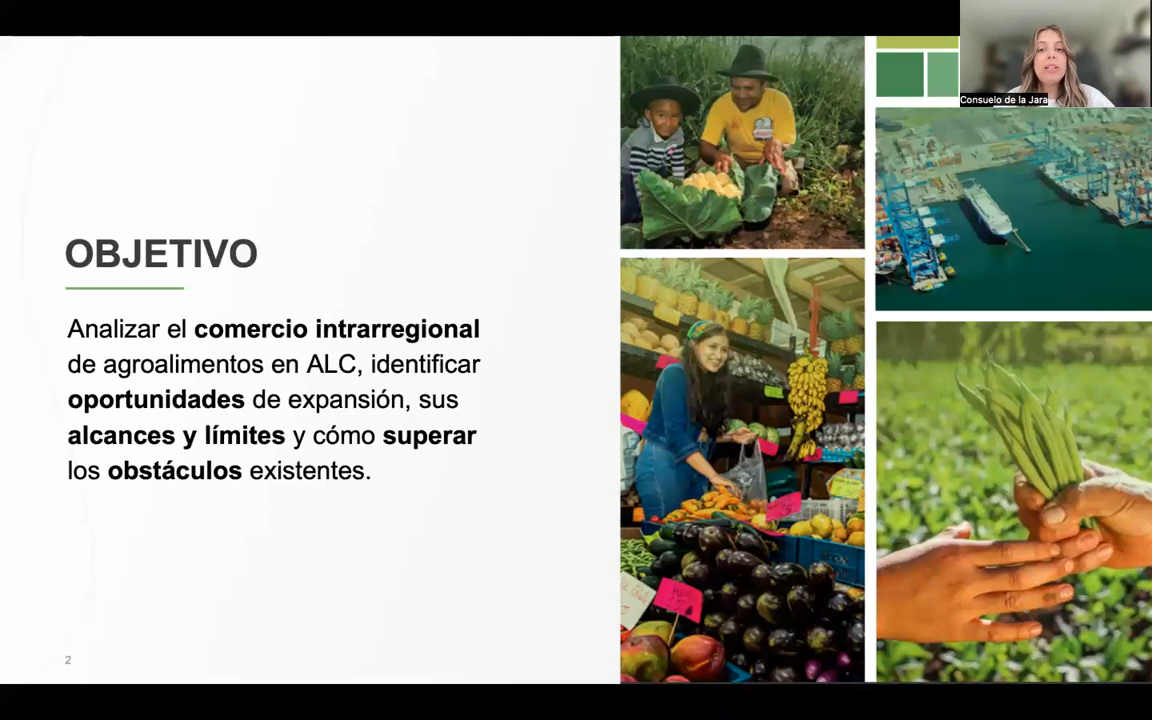 Consuelo de la Jara
OBJETIVO
Analizar el comercio intrarregional
de agroalimentos en ALC, identificar
oportunidades de expansión, sus
alcances y límites y cómo superar
los obstáculos existentes.
2